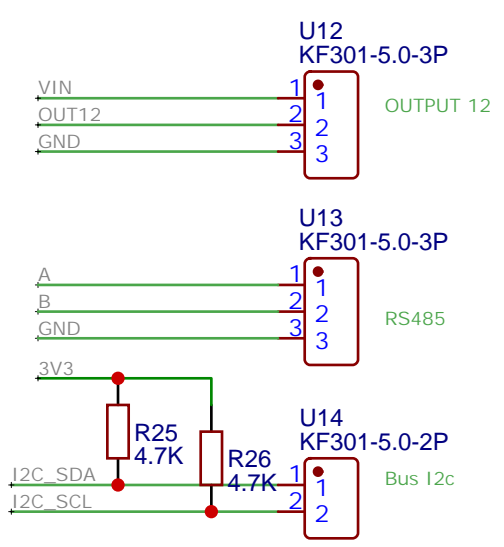 U12
KF301-5.0-3P
VIN 1 1
OUTPUT 12
OUT12 2 2
GND 3 3
U13
KF301-5.0-3P
A 1 1
B 2 2
RS485
GND 3 3
3V3
U14
KF301-5.0-2P
R25
4.7K
R26
4.7K
I2C_SDA 1 1
Bus I2c
I2C_SCL 2 2